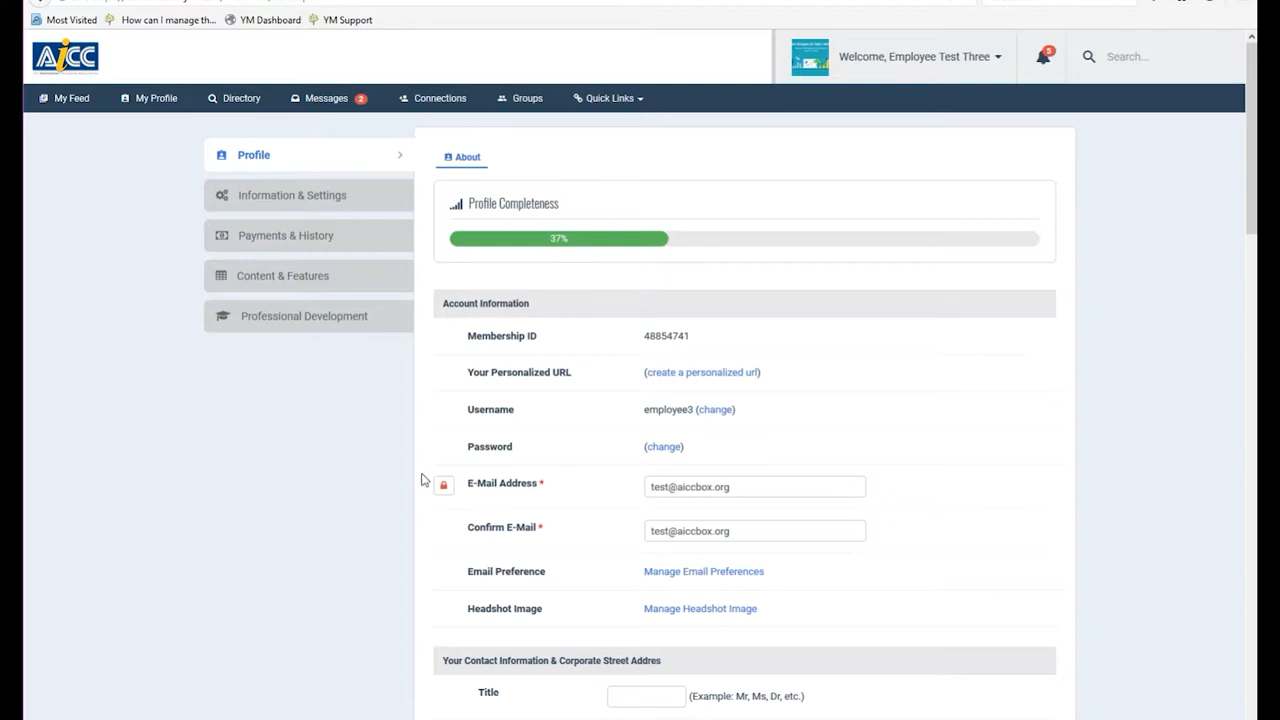 Most Visited How can I manage th... YM Dashboard YM Support
AICC
Welcome, Employee Test Three
5
Search...
My Feed
My Profile
Directory
Messages 2
Connections
Groups
Quick Links
Profile
Information & Settings
Payments & History
Content & Features
Professional Development
About
Profile Completeness
37%
Account Information
Membership ID 48854741
Your Personalized URL (create a personalized url)
Username employee3 (change)
Password (change)
E-Mail Address * test@aiccbox.org
Confirm E-Mail * test@aiccbox.org
Email Preference Manage Email Preferences
Headshot Image Manage Headshot Image
Your Contact Information & Corporate Street Addres
Title (Example: Mr, Ms, Dr, etc.)